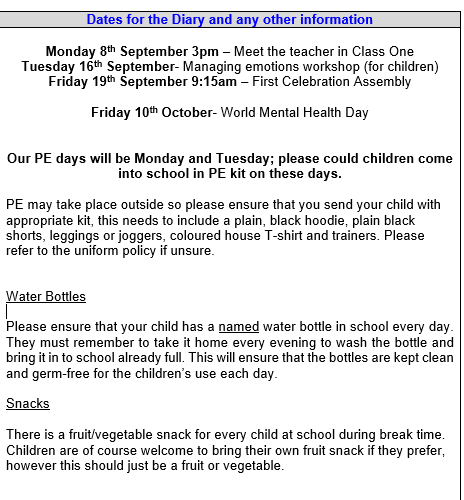 Dates for the Diary and any other information
Monday 8th September 3pm – Meet the teacher in Class One
Tuesday 16th September- Managing emotions workshop (for children)
Friday 19th September 9:15am – First Celebration Assembly
Friday 10th October- World Mental Health Day
Our PE days will be Monday and Tuesday; please could children come
into school in PE kit on these days.
PE may take place outside so please ensure that you send your child with
appropriate kit, this needs to include a plain, black hoodie, plain black
shorts, leggings or joggers, coloured house T-shirt and trainers. Please
refer to the uniform policy if unsure.
Water Bottles
Please ensure that your child has a named water bottle in school every day.
They must remember to take it home every evening to wash the bottle and
bring it in to school already full. This will ensure that the bottles are kept clean
and germ-free for the children’s use each day.
Snacks
There is a fruit/vegetable snack for every child at school during break time.
Children are of course welcome to bring their own fruit snack if they prefer,
however this should just be a fruit or vegetable.